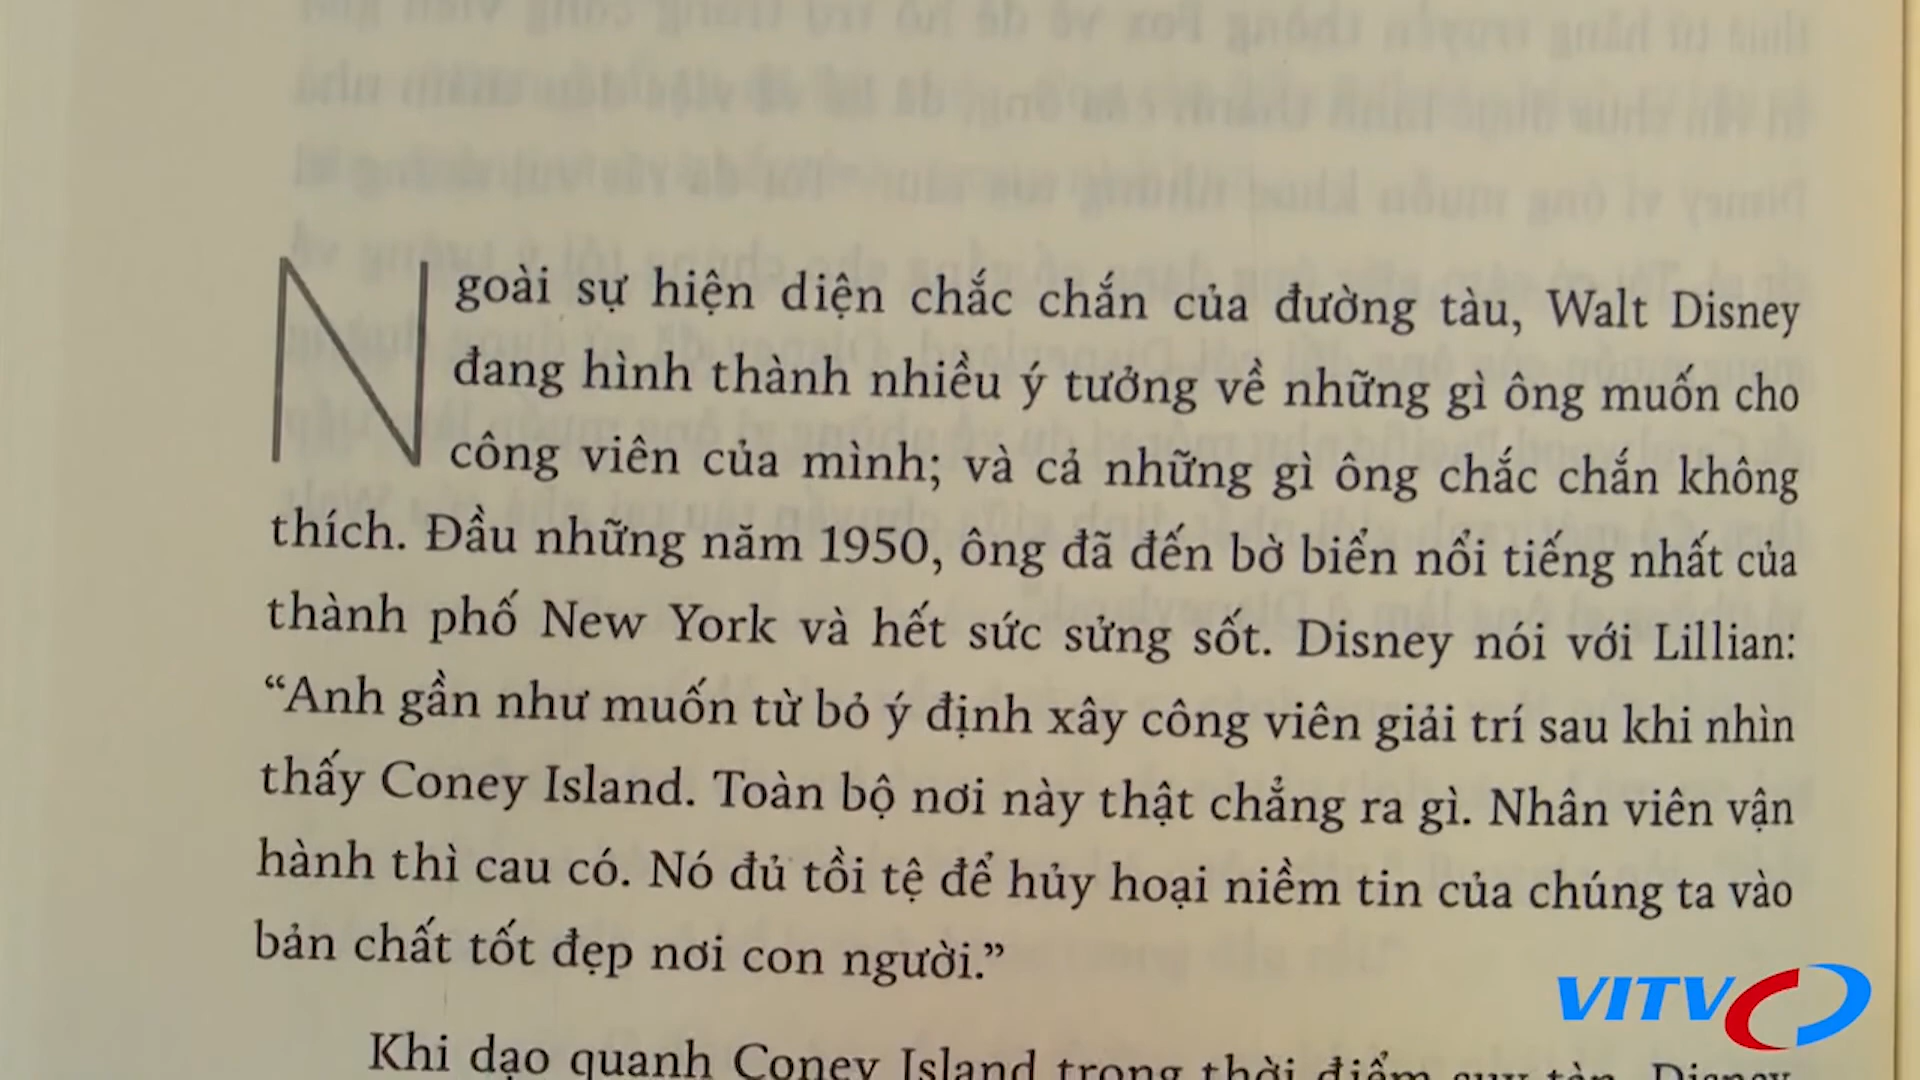 Ngoài sự hiện diện chắc chắn của đường tàu, Walt Disney
đang hình thành nhiều ý tưởng về những gì ông muốn cho
công viên của mình; và cả những gì ông chắc chắn không
thích. Đầu những năm 1950, ông đã đến bờ biển nổi tiếng nhất của
thành phố New York và hết sức sửng sốt. Disney nói với Lillian:
“Anh gần như muốn từ bỏ ý định xây công viên giải trí sau khi nhìn
thấy Coney Island. Toàn bộ nơi này thật chẳng ra gì. Nhân viên vận
hành thì cau có. Nó đủ tồi tệ để hủy hoại niềm tin của chúng ta vào
bản chất tốt đẹp nơi con người.”
Khi dạo quanh Coney Island trong thời điểm suy tàn, Disney
VITV